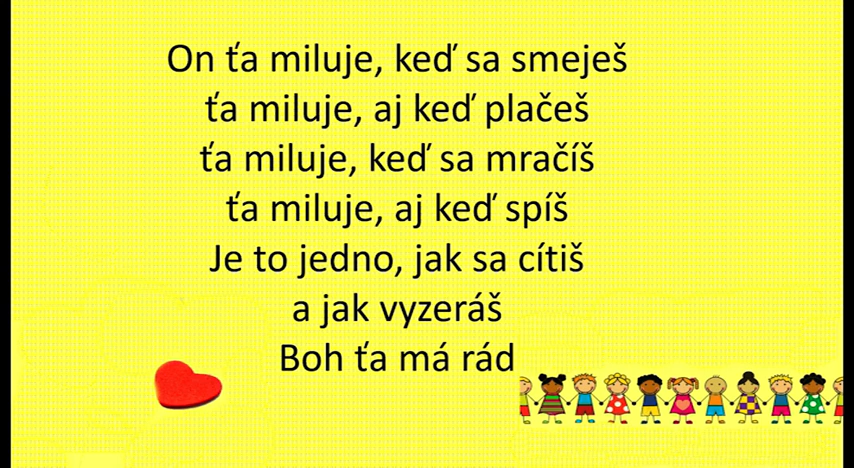 On ťa miluje, keď sa smeješ
ťa miluje, aj keď plačeš
ťa miluje, keď sa mračíš
ťa miluje, aj keď spíš
Je to jedno, jak sa cítiš
a jak vyzeráš
Boh ťa má rád